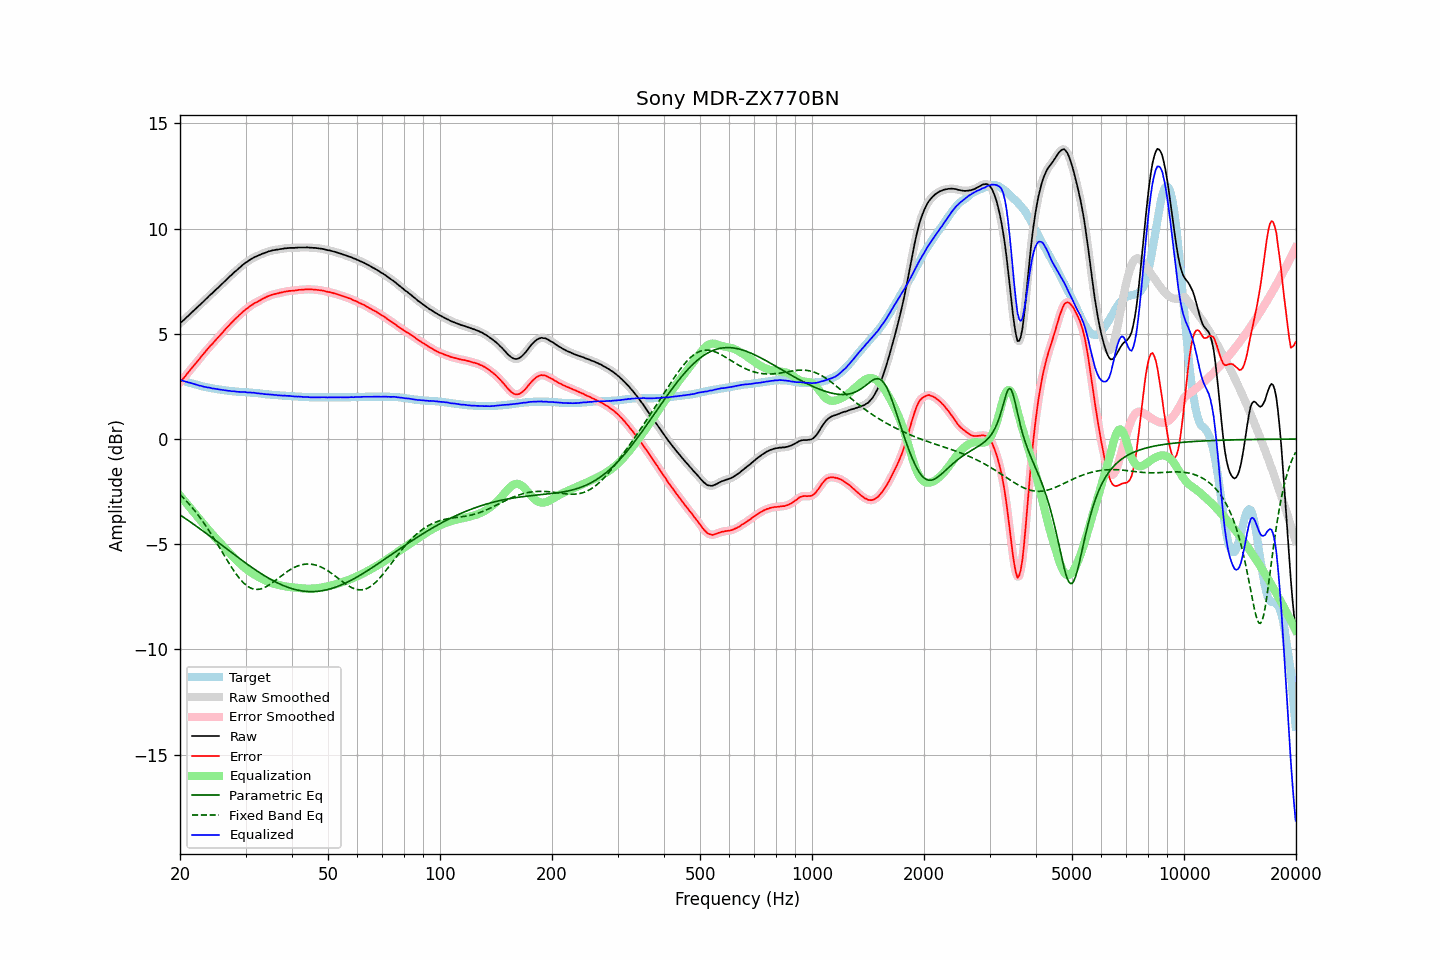 Sony MDR-ZX770BN
15
10
5
0
−5
−10
−15
Amplitude (dBr)
Target
Raw Smoothed
Error Smoothed
Raw
Error
Equalization
Parametric Eq
Fixed Band Eq
Equalized
20 50 100 200 500 1000 2000 5000 10000 20000
Frequency (Hz)